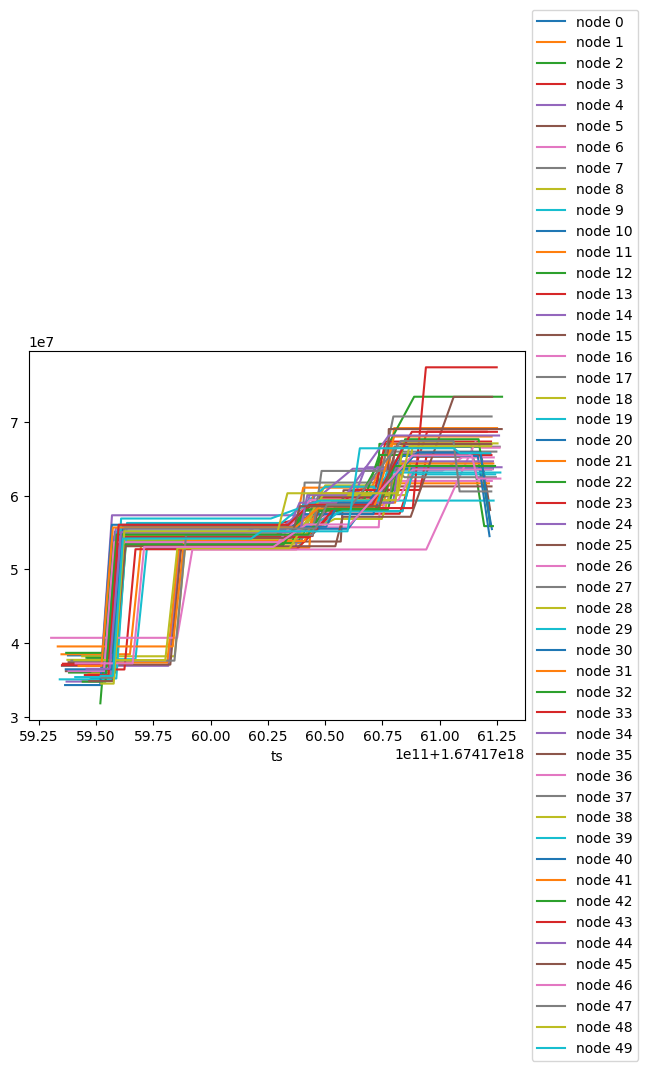 1e7
7
6
5
4
3
59.25 59.50 59.75 60.00 60.25 60.50 60.75 61.00 61.25
ts
1e11+1.67417e18
node 0
node 1
node 2
node 3
node 4
node 5
node 6
node 7
node 8
node 9
node 10
node 11
node 12
node 13
node 14
node 15
node 16
node 17
node 18
node 19
node 20
node 21
node 22
node 23
node 24
node 25
node 26
node 27
node 28
node 29
node 30
node 31
node 32
node 33
node 34
node 35
node 36
node 37
node 38
node 39
node 40
node 41
node 42
node 43
node 44
node 45
node 46
node 47
node 48
node 49